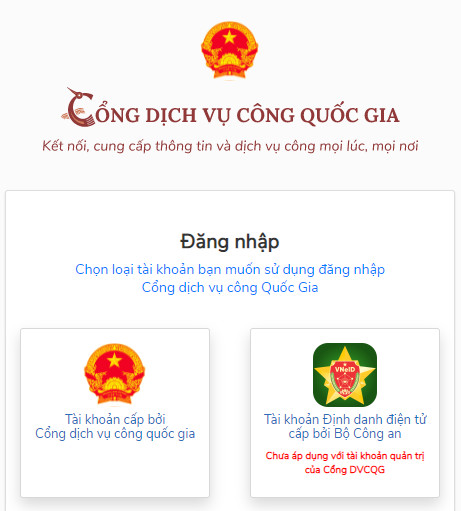 CỔNG DỊCH VỤ CÔNG QUỐC GIA
Kết nối, cung cấp thông tin và dịch vụ công mọi lúc, mọi nơi
Đăng nhập
Chọn loại tài khoản bạn muốn sử dụng đăng nhập
Cổng dịch vụ công Quốc Gia
Tài khoản cấp bởi
Cổng dịch vụ công quốc gia
VNeID
Tài khoản Định danh điện tử
cấp bởi Bộ Công an
Chưa áp dụng với tài khoản quản trị
của Cổng DVCQG